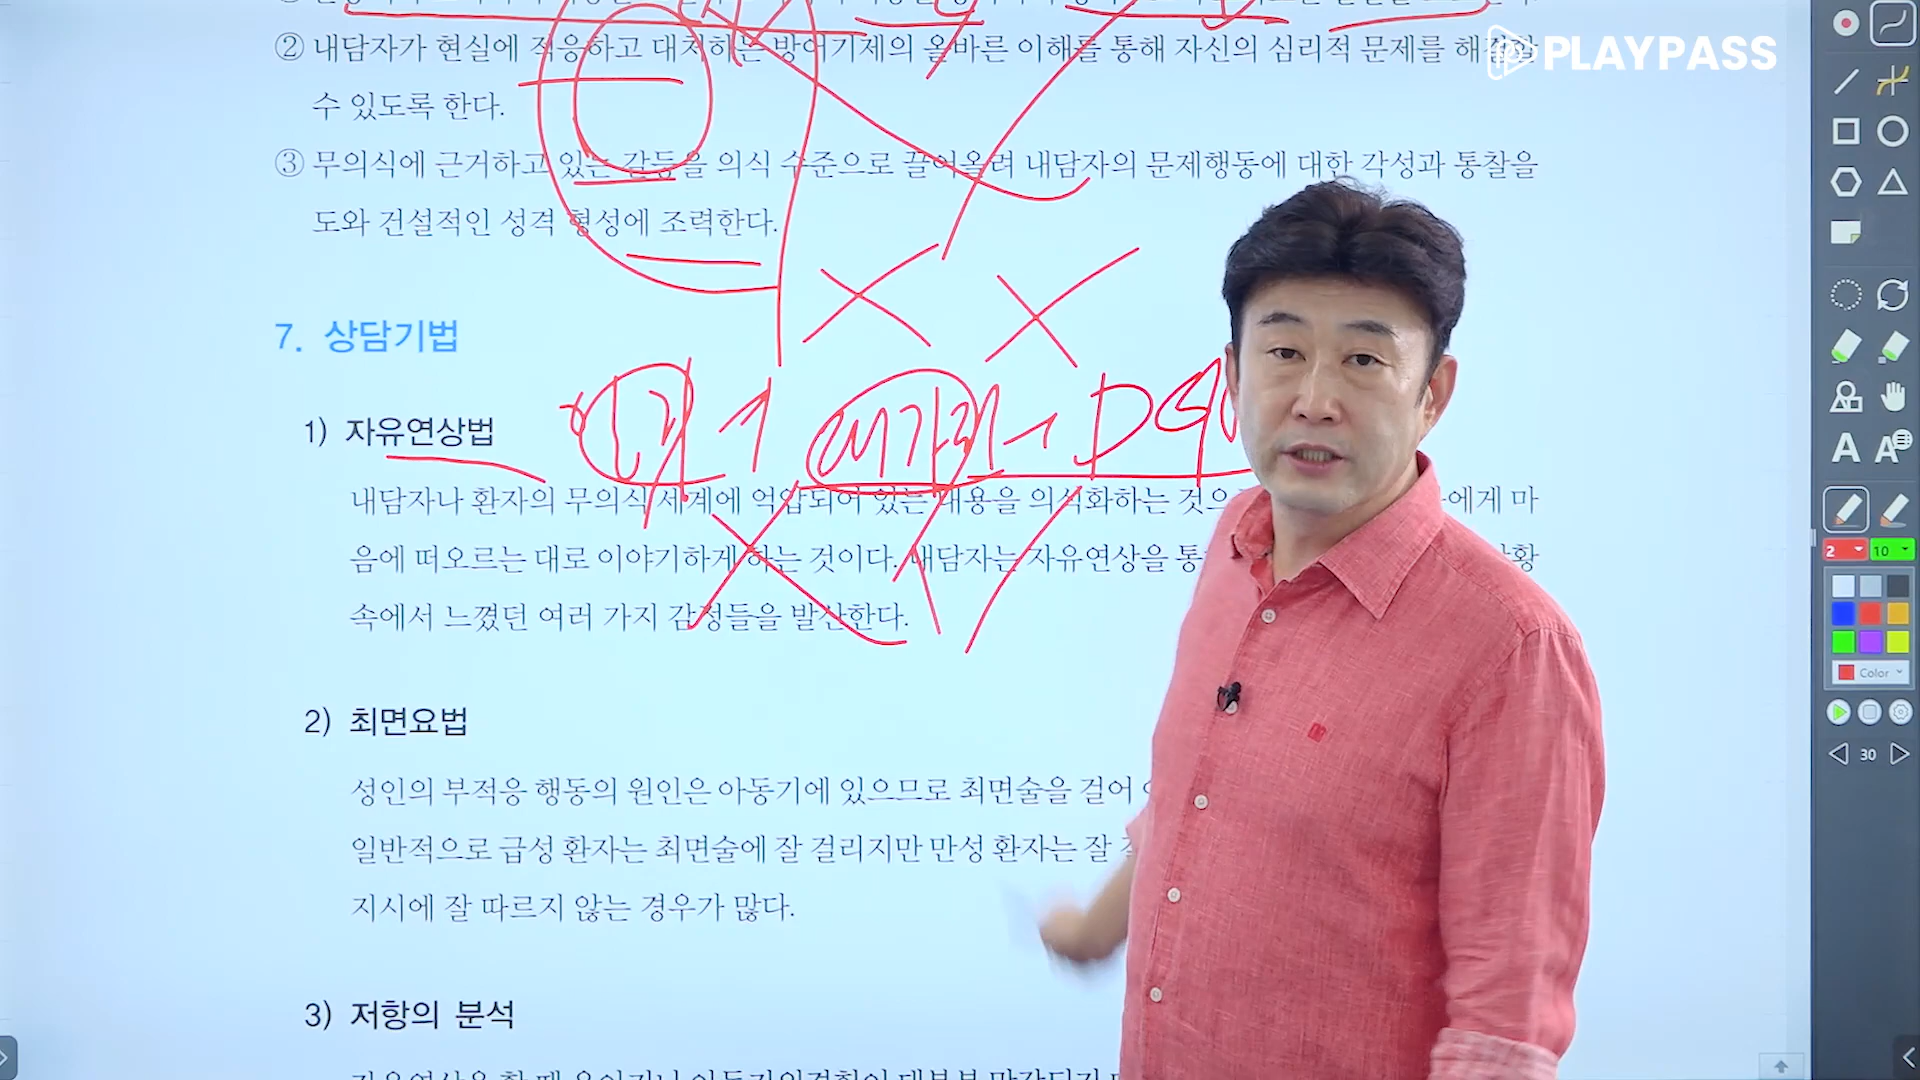 ② 내담자가 현실에 적응하고 대처하는 방어기제의 올바른 이해를 통해 자신의 심리적 문제를 해결할
PLAYPASS
수 있도록 한다.
③ 무의식에 근거하고 있는 갈등을 의식 수준으로 끌어올려 내담자의 문제행동에 대한 각성과 통찰을
도와 건설적인 성격 형성에 조력한다.
7. 상담기법
1) 자유연상법
내담자나 환자의 무의식 세계에 억압되어 있는 내용을 의식화하는 것으 에게 마
음에 떠오르는 대로 이야기하게 하는 것이다. 내담자는 자유연상을 통
속에서 느꼈던 여러 가지 감정들을 발산한다.
2) 최면요법
성인의 부적응 행동의 원인은 아동기에 있으므로 최면술을 걸어
일반적으로 급성 환자는 최면술에 잘 걸리지만 만성 환자는 잘
지시에 잘 따르지 않는 경우가 많다.
3) 저항의 분석
2
10
Color
30